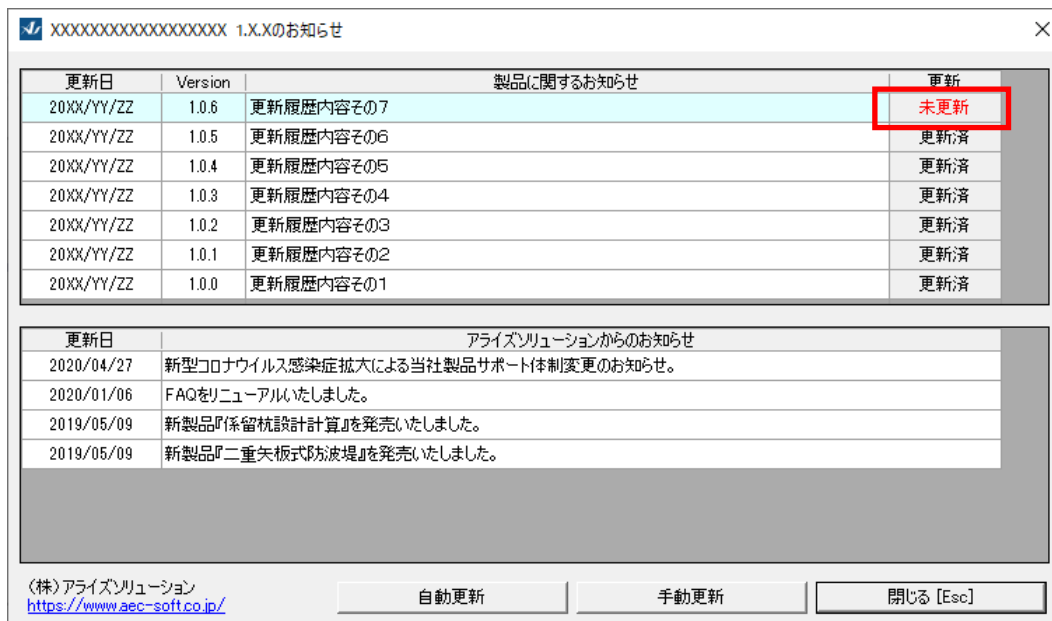 XXXXXXXXXXXXXXXXXX 1.X.Xのお知らせ
更新日 Version 製品に関するお知らせ 更新
20XX/YY/ZZ 1.0.6 更新履歴内容その7 未更新
20XX/YY/ZZ 1.0.5 更新履歴内容その6 更新済
20XX/YY/ZZ 1.0.4 更新履歴内容その5 更新済
20XX/YY/ZZ 1.0.3 更新履歴内容その4 更新済
20XX/YY/ZZ 1.0.2 更新履歴内容その3 更新済
20XX/YY/ZZ 1.0.1 更新履歴内容その2 更新済
20XX/YY/ZZ 1.0.0 更新履歴内容その1 更新済
更新日 アライズソリューションからのお知らせ
2020/04/27 新型コロナウイルス感染症拡大による当社製品サポート体制変更のお知らせ。
2020/01/06 FAQをリニューアルいたしました。
2019/05/09 新製品『係留杭設計計算』を発売いたしました。
2019/05/09 新製品『二重矢板式防波堤』を発売いたしました。
(株)アライズソリューション
https://www.aec-soft.co.jp/
自動更新 手動更新 閉じる [Esc]